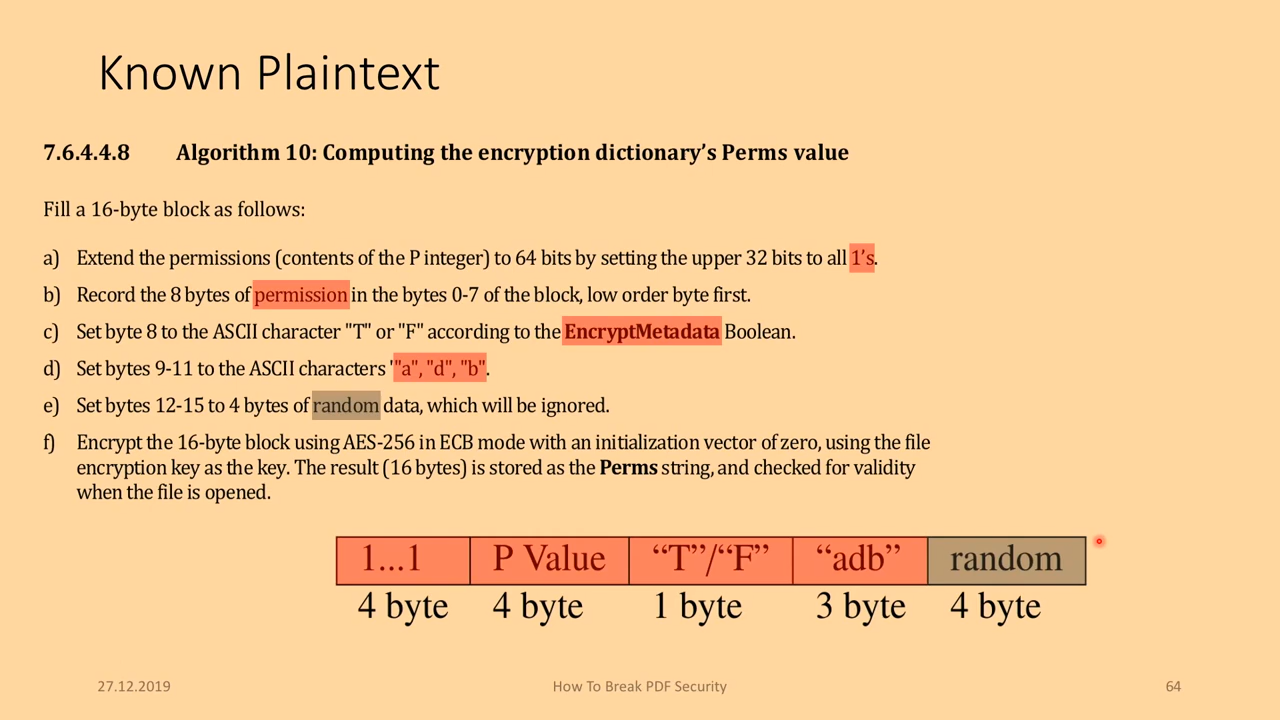 Known Plaintext
7.6.4.4.8 Algorithm 10: Computing the encryption dictionary’s Perms value
Fill a 16-byte block as follows:
a) Extend the permissions (contents of the P integer) to 64 bits by setting the upper 32 bits to all 1’s.
b) Record the 8 bytes of permission in the bytes 0-7 of the block, low order byte first.
c) Set byte 8 to the ASCII character "T" or "F" according to the EncryptMetadata Boolean.
d) Set bytes 9-11 to the ASCII characters '"a", "d", "b".
e) Set bytes 12-15 to 4 bytes of random data, which will be ignored.
f) Encrypt the 16-byte block using AES-256 in ECB mode with an initialization vector of zero, using the file
encryption key as the key. The result (16 bytes) is stored as the Perms string, and checked for validity
when the file is opened.
1...1 P Value “T”/“F” “adb” random
4 byte 4 byte 1 byte 3 byte 4 byte
27.12.2019 How To Break PDF Security 64